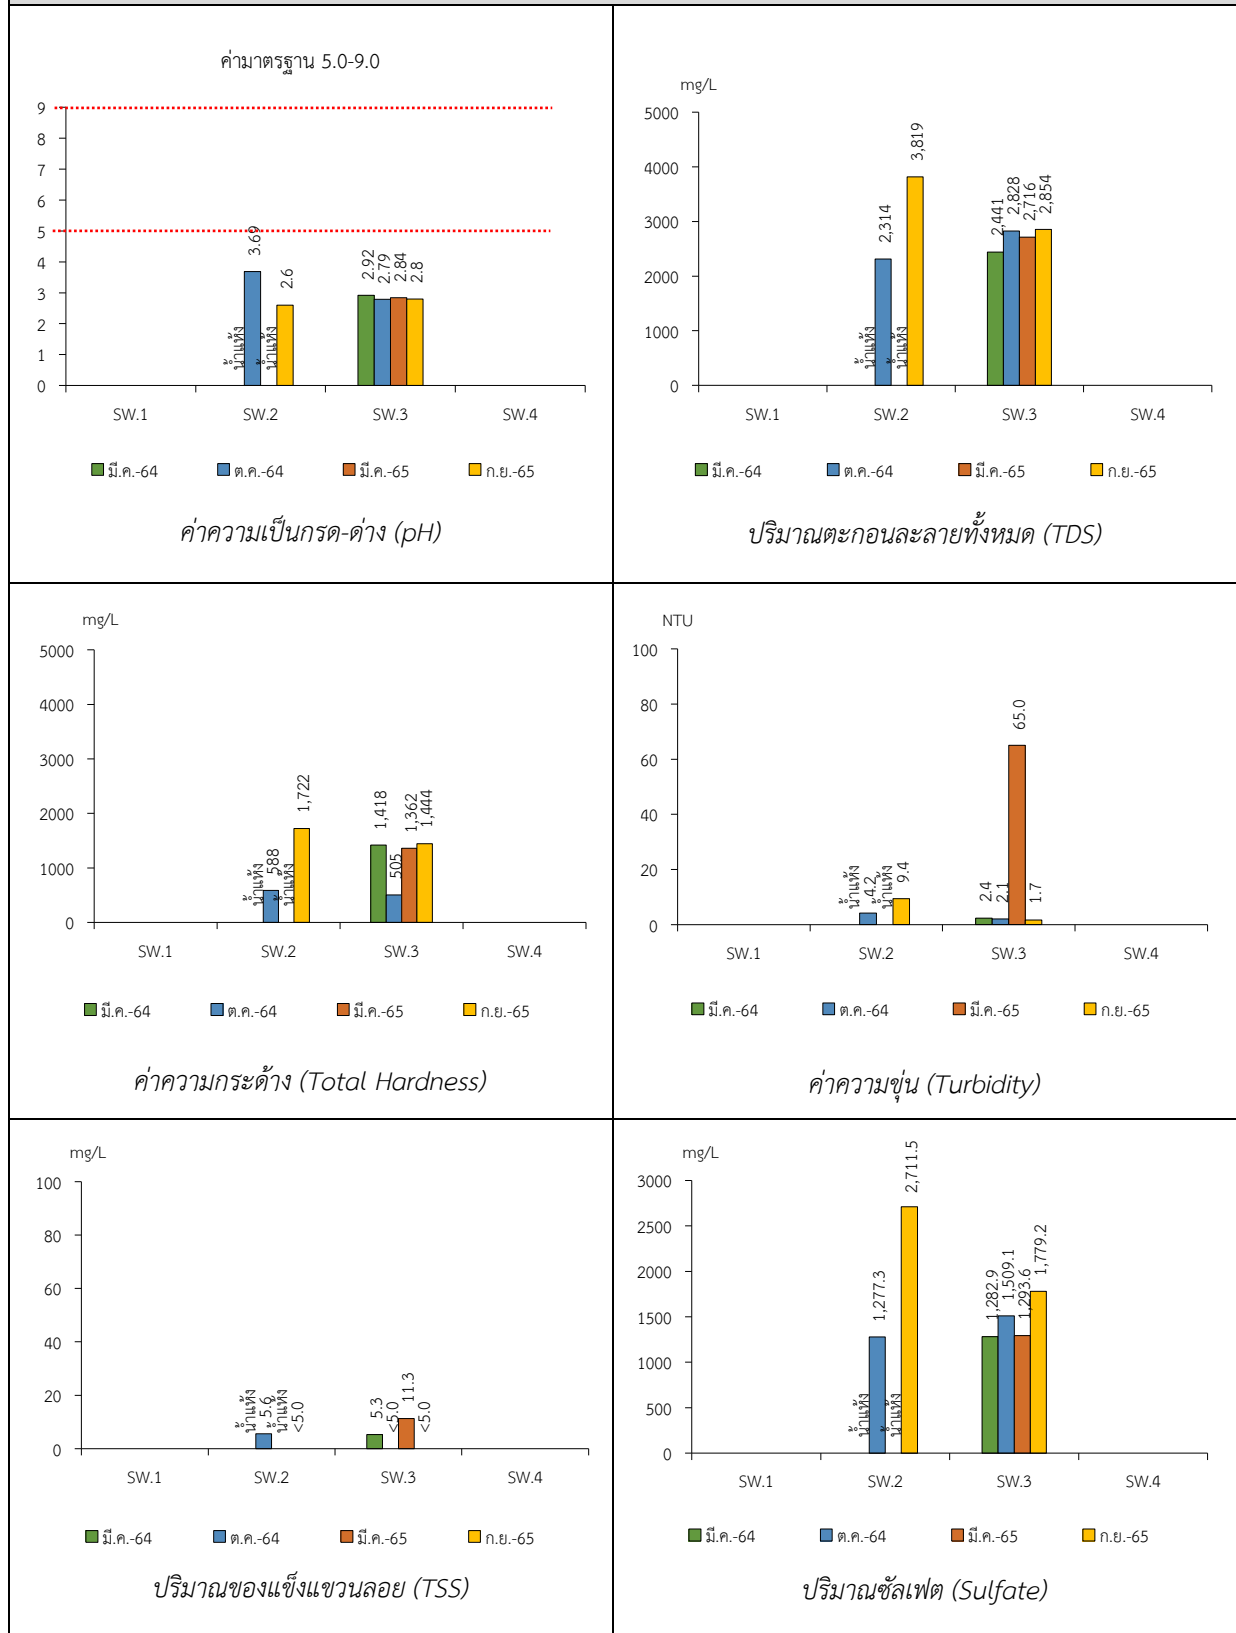 ค่ามาตรฐาน 5.0-9.0
9
8
7
6
5
4
3
2
1
0
น้ำแห้ง
3.69
น้ำแห้ง
2.6
2.92
2.79
2.84
2.8
SW.1 SW.2 SW.3 SW.4
มี.ค.-64 ต.ค.-64 มี.ค.-65 ก.ย.-65
ค่าความเป็นกรด-ด่าง (pH)
mg/L
5000
4000
3000
2000
1000
0
น้ำแห้ง
2,314
น้ำแห้ง
3,819
2,441
2,828
2,716
2,854
SW.1 SW.2 SW.3 SW.4
มี.ค.-64 ต.ค.-64 มี.ค.-65 ก.ย.-65
ปริมาณตะกอนละลายทั้งหมด (TDS)
mg/L
5000
4000
3000
2000
1000
0
น้ำแห้ง
588
น้ำแห้ง
1,722
1,418
505
1,362
1,444
SW.1 SW.2 SW.3 SW.4
มี.ค.-64 ต.ค.-64 มี.ค.-65 ก.ย.-65
ค่าความกระด้าง (Total Hardness)
NTU
100
80
60
40
20
0
น้ำแห้ง
4.2
น้ำแห้ง
9.4
2.4
2.1
65.0
1.7
SW.1 SW.2 SW.3 SW.4
มี.ค.-64 ต.ค.-64 มี.ค.-65 ก.ย.-65
ค่าความขุ่น (Turbidity)
mg/L
100
80
60
40
20
0
น้ำแห้ง
5.6
น้ำแห้ง
<5.0
5.3
<5.0
11.3
<5.0
SW.1 SW.2 SW.3 SW.4
มี.ค.-64 ต.ค.-64 มี.ค.-65 ก.ย.-65
ปริมาณของแข็งแขวนลอย (TSS)
mg/L
3000
2500
2000
1500
1000
500
0
น้ำแห้ง
1,277.3
น้ำแห้ง
2,711.5
1,282.9
1,509.1
1,293.6
1,779.2
SW.1 SW.2 SW.3 SW.4
มี.ค.-64 ต.ค.-64 มี.ค.-65 ก.ย.-65
ปริมาณซัลเฟต (Sulfate)